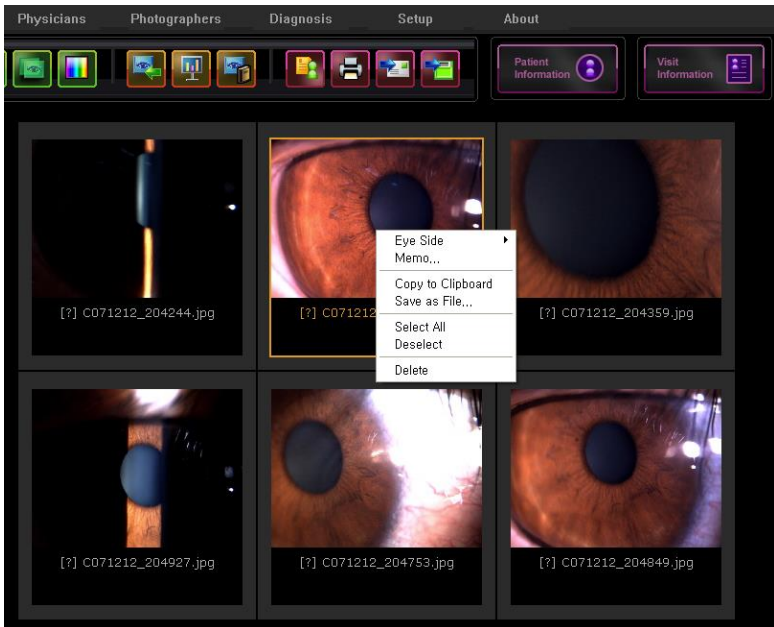 Physicians Photographers Diagnosis Setup About
Patient
Information
Visit
Information
[?] C071212_204244.jpg
[?] C071212
[?] C071212_204359.jpg
Eye Side
Memo...
Copy to Clipboard
Save as File...
Select All
Deselect
Delete
[?] C071212_204927.jpg
[?] C071212_204753.jpg
[?] C071212_204849.jpg